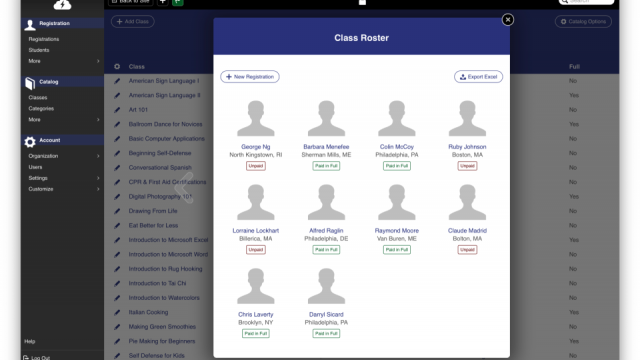 Back to Site
Search
Registration
Registrations
Students
More
Catalog
Classes
Categories
More
Account
Organization
Users
Settings
Customize
Help
Log Out
Add Class
Catalog Options
Class
Full
American Sign Language I
No
American Sign Language II
Yes
Art 101
No
Ballroom Dance for Novices
Yes
Basic Computer Applications
No
Beginning Self-Defense
No
Conversational Spanish
No
CPR & First Aid Certifications
No
Digital Photography 101
Yes
Drawing From Life
No
Eat Better for Less
No
Introduction to Microsoft Excel
Yes
Introduction to Microsoft Word
No
Introduction to Rug Hooking
No
Introduction to Tai Chi
No
Introduction to Watercolors
No
Italian Cooking
Yes
Making Green Smoothies
No
Pie Making for Beginners
Yes
Self Defense for Kids
No
Class Roster
New Registration
Export Excel
George Ng
North Kingstown, RI
Unpaid
Barbara Menefee
Sherman Mills, ME
Paid in Full
Colin McCoy
Philadelphia, PA
Paid in Full
Ruby Johnson
Boston, MA
Unpaid
Lorraine Lockhart
Billerica, MA
Unpaid
Alfred Raglin
Philadelphia, DE
Paid in Full
Raymond Moore
Van Buren, ME
Paid in Full
Claude Madrid
Bolton, MA
Unpaid
Chris Laverty
Brooklyn, NY
Paid in Full
Darryl Sicard
Philadelphia, PA
Paid in Full